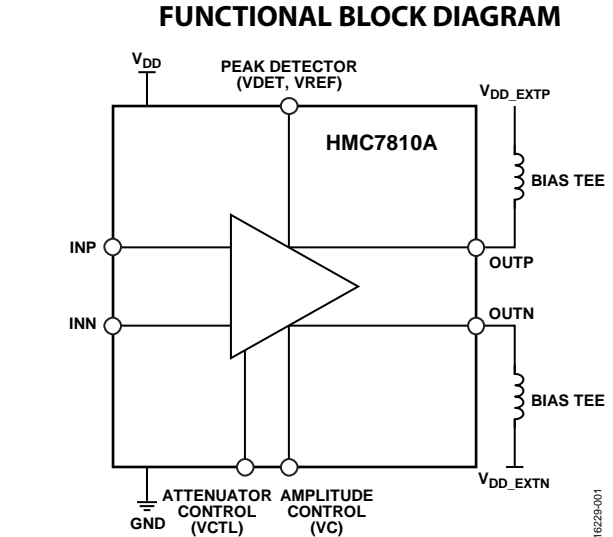 FUNCTIONAL BLOCK DIAGRAM
VDD
PEAK DETECTOR
(VDET, VREF)
VDD_EXTP
HMC7810A
BIAS TEE
INP
OUTP
INN
OUTN
BIAS TEE
VDD_EXTN
GND
ATTENUATOR
CONTROL
(VCTL)
AMPLITUDE
CONTROL
(VC)
16229-001